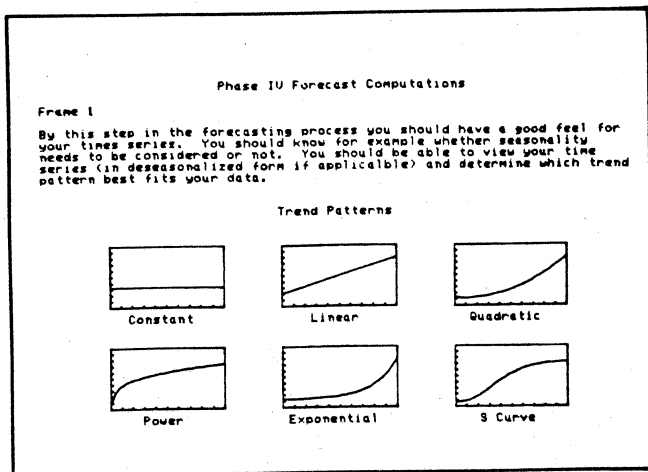 Phase IV Forecast Computations
Frame 1
By this step in the forecasting process you should have a good feel for
your times series. You should know for example whether seasonality
needs to be considered or not. You should be able to view your time
series (in deseasonalized form if applicalble) and determine which trend
pattern best fits your data.
Trend Patterns
Constant
Linear
Quadratic
Power
Exponential
S Curve